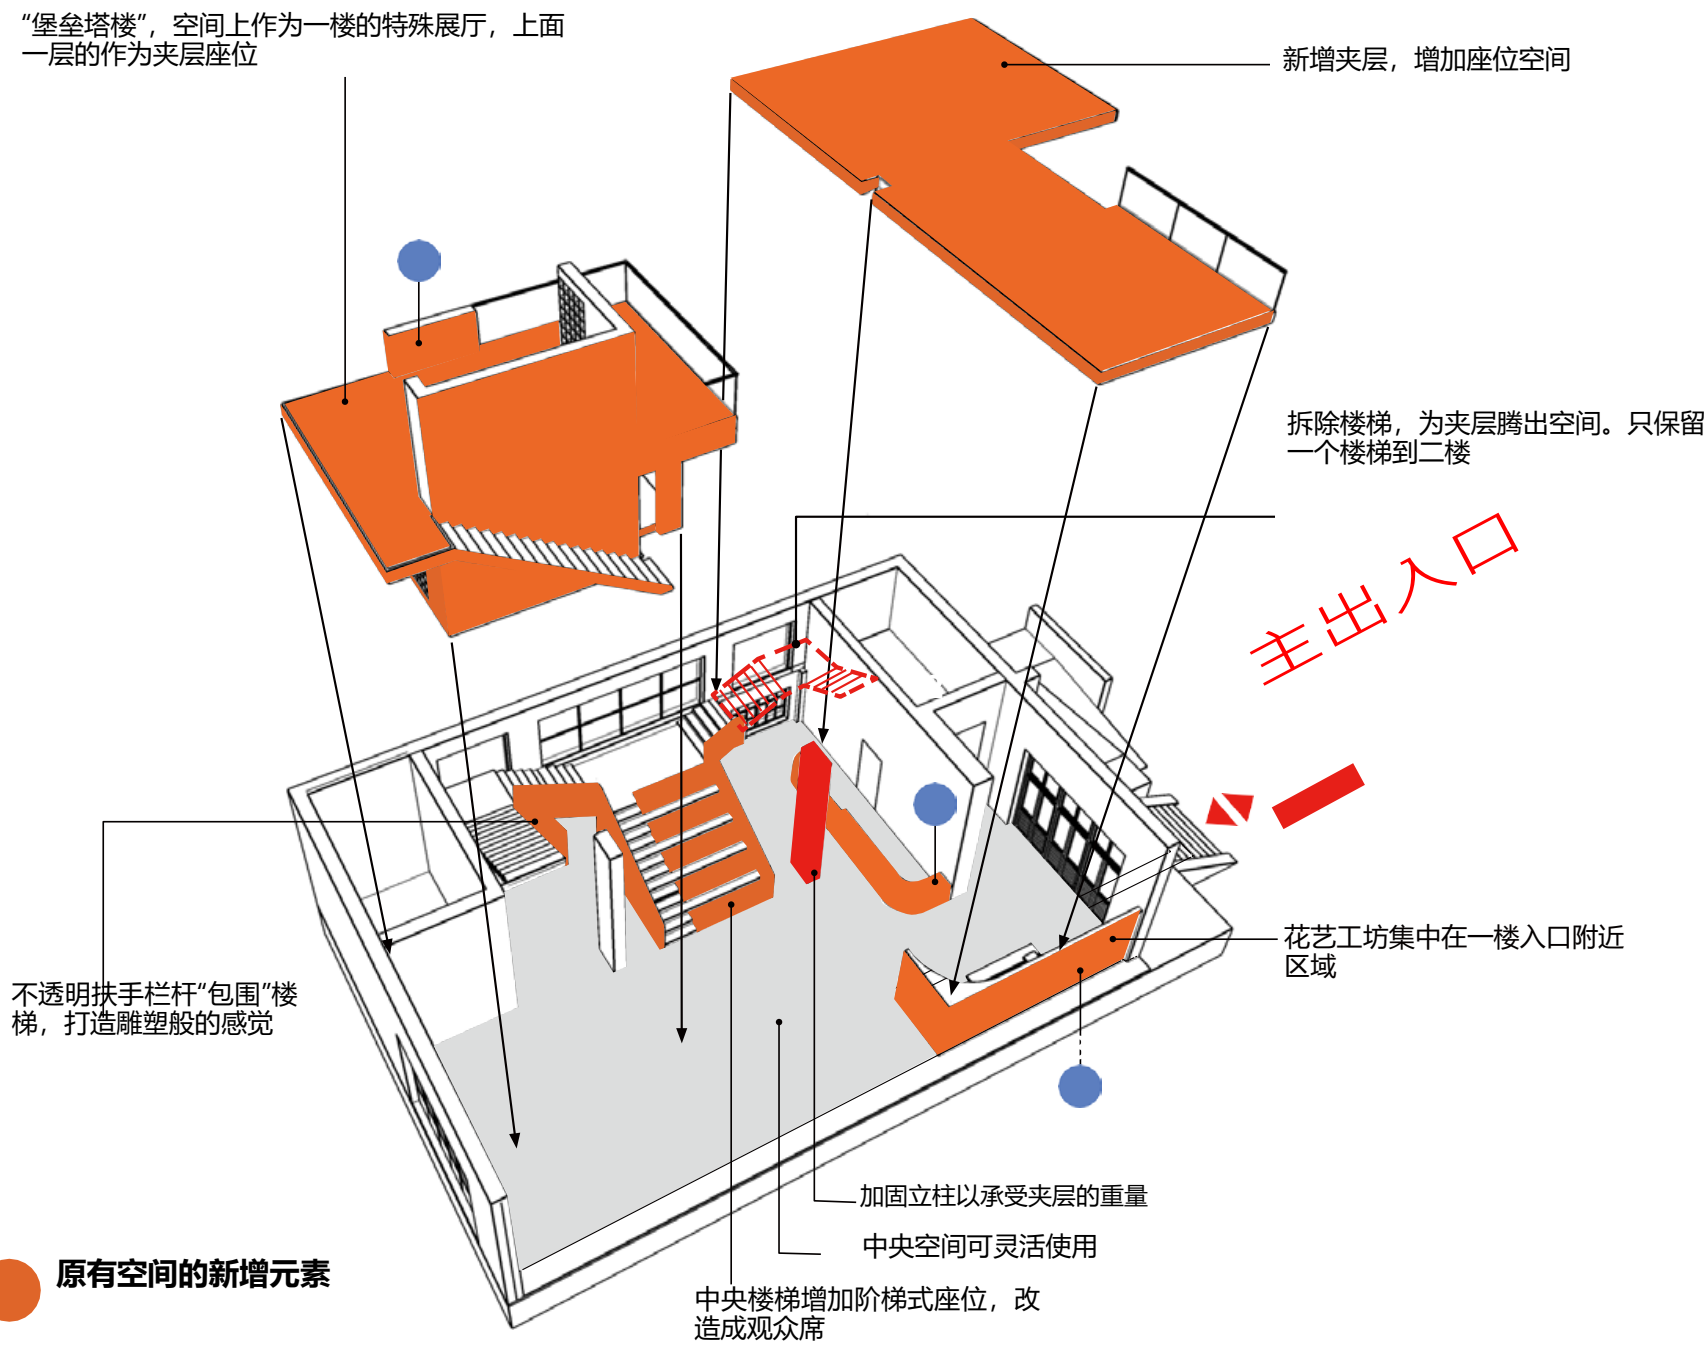 “堡垒塔楼”，空间上作为一楼的特殊展厅，上面
一层的作为夹层座位
新增夹层，增加座位空间
拆除楼梯，为夹层腾出空间。只保留
一个楼梯到二楼
主出入口
花艺工坊集中在一楼入口附近
区域
不透明扶手栏杆“包围”楼
梯，打造雕塑般的感觉
加固立柱以承受夹层的重量
中央空间可灵活使用
原有空间的新增元素
中央楼梯增加阶梯式座位，改
造成观众席